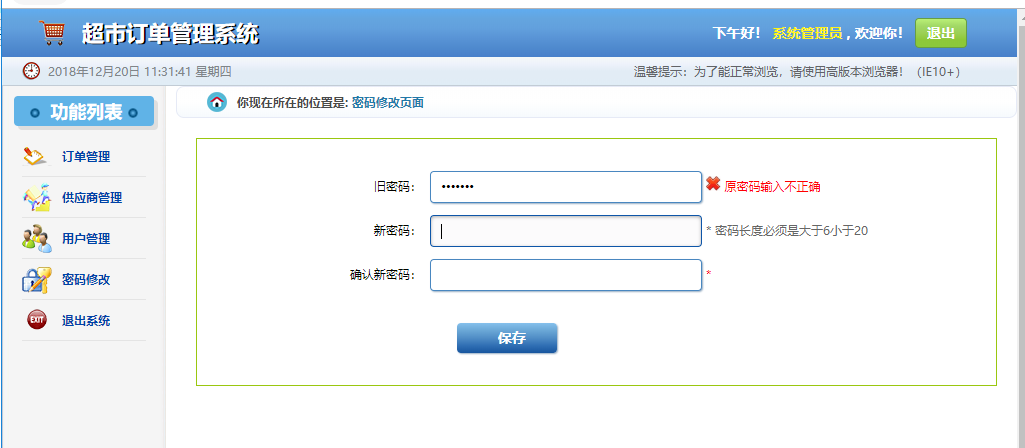 超市订单管理系统
下午好！ 系统管理员 , 欢迎你！ 退出
2018年12月20日 11:31:41 星期四
温馨提示：为了能正常浏览，请使用高版本浏览器！（IE10+）
功能列表
你现在所在的位置是: 密码修改页面
订单管理
供应商管理
用户管理
密码修改
EXIT 退出系统
旧密码： ••••••• 原密码输入不正确
新密码： * 密码长度必须是大于6小于20
确认新密码： *
保存